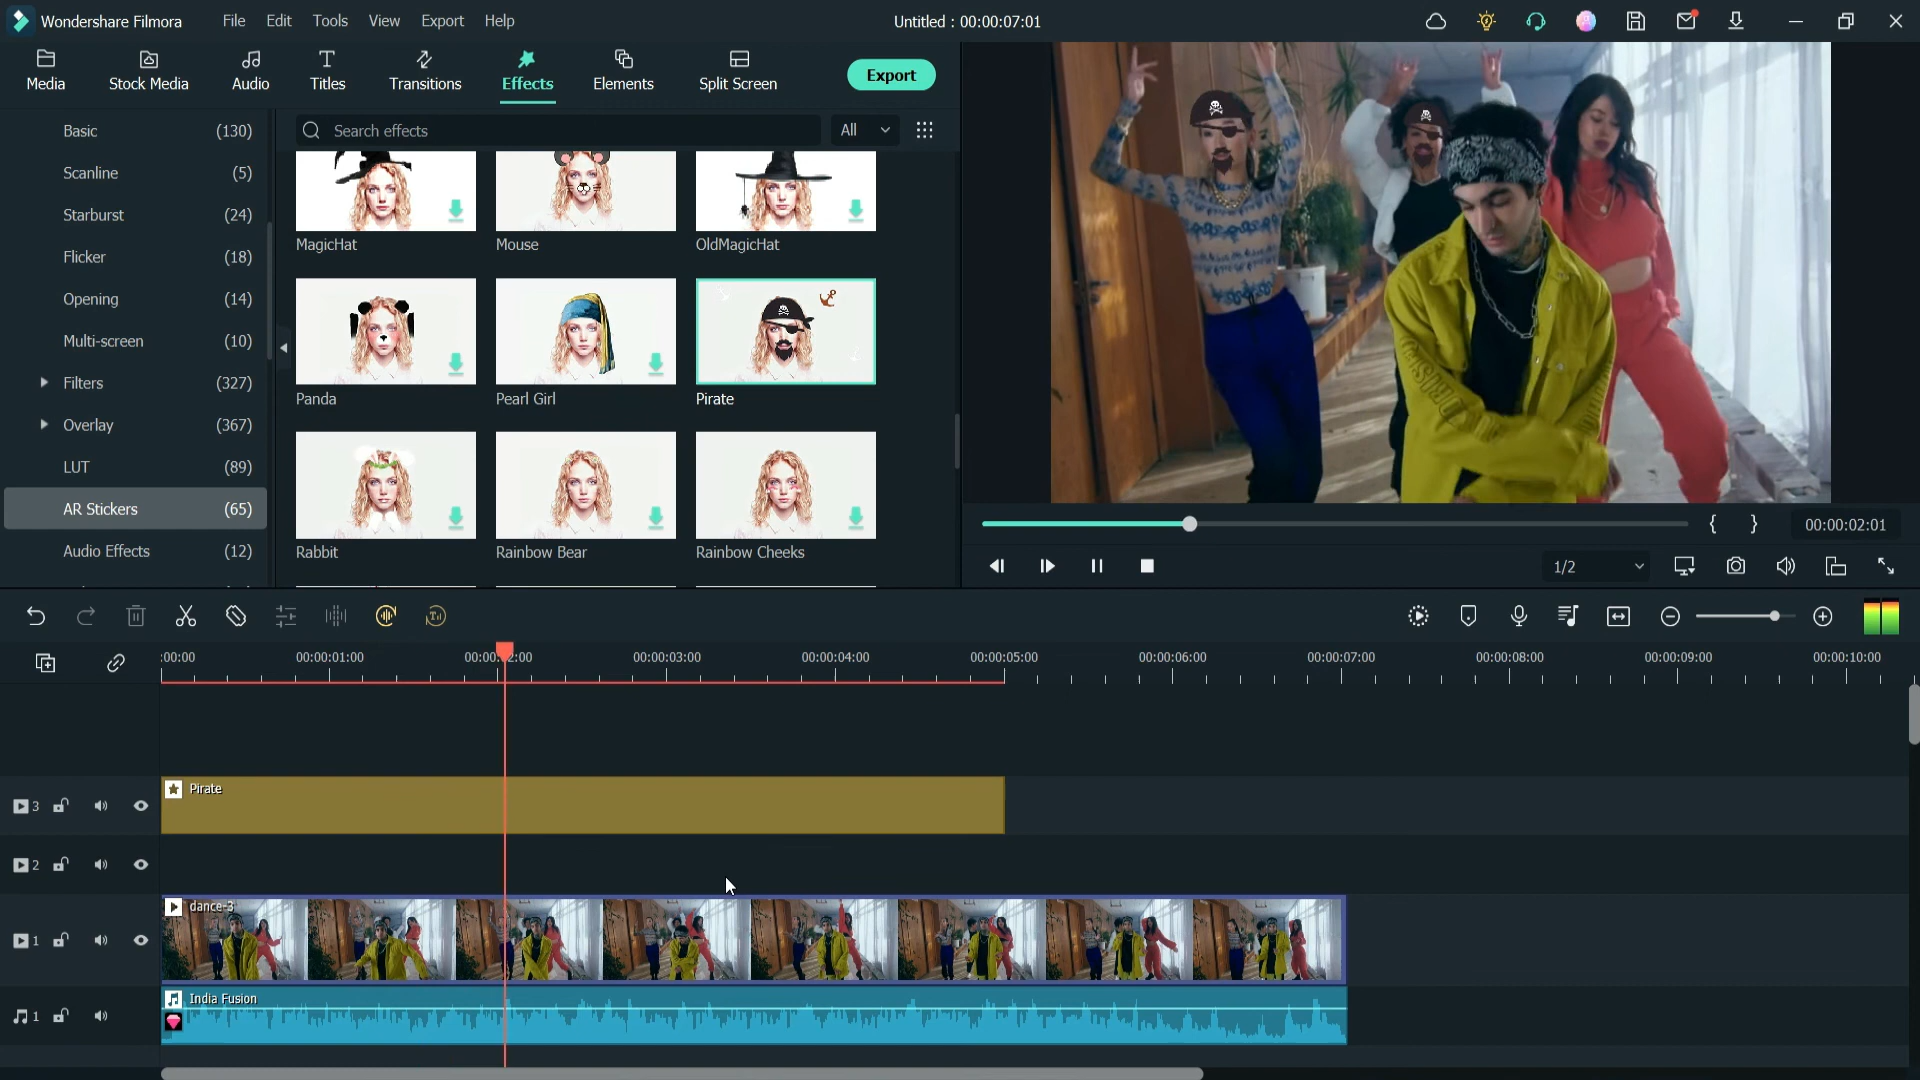 Wondershare Filmora File Edit Tools View Export Help Untitled : 00:00:07:01
Media Stock Media Audio Titles Transitions Effects Elements Split Screen Export
Basic (130)
Scanline (5)
Starburst (24)
Flicker (18)
Opening (14)
Multi-screen (10)
Filters (327)
Overlay (367)
LUT (89)
AR Stickers (65)
Audio Effects (12)
Search effects All
MagicHat Mouse OldMagicHat
Panda Pearl Girl Pirate
Rabbit Rainbow Bear Rainbow Cheeks
00:00:02:01
1/2
:00:00 00:00:01:00 00:00:02:00 00:00:03:00 00:00:04:00 00:00:05:00 00:00:06:00 00:00:07:00 00:00:08:00 00:00:09:00 00:00:10:00
3 Pirate
2
dance-3
1
India Fusion
1